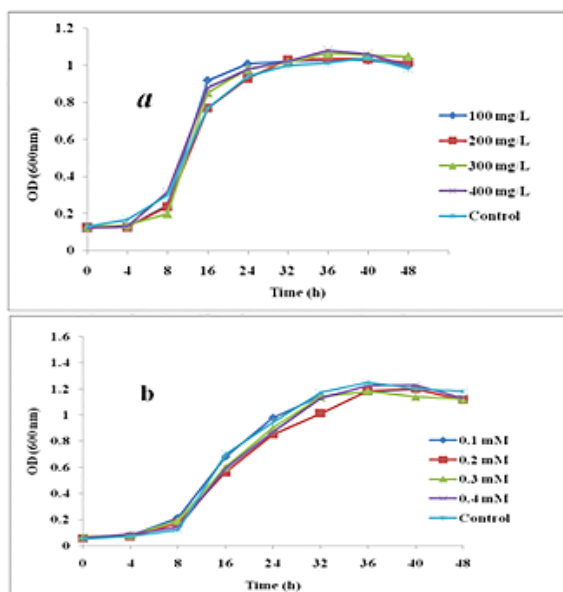 1.2
1
0.8
0.6
0.4
0.2
0
OD (600nm)
a
100 mg/L
200 mg/L
300 mg/L
400 mg/L
Control
0 4 8 16 24 32 36 40 48
Time (h)
1.6
1.4
1.2
1
0.8
0.6
0.4
0.2
0
OD (600nm)
b
0.1 mM
0.2 mM
0.3 mM
0.4 mM
Control
0 4 8 16 24 32 36 40 48
Time (h)